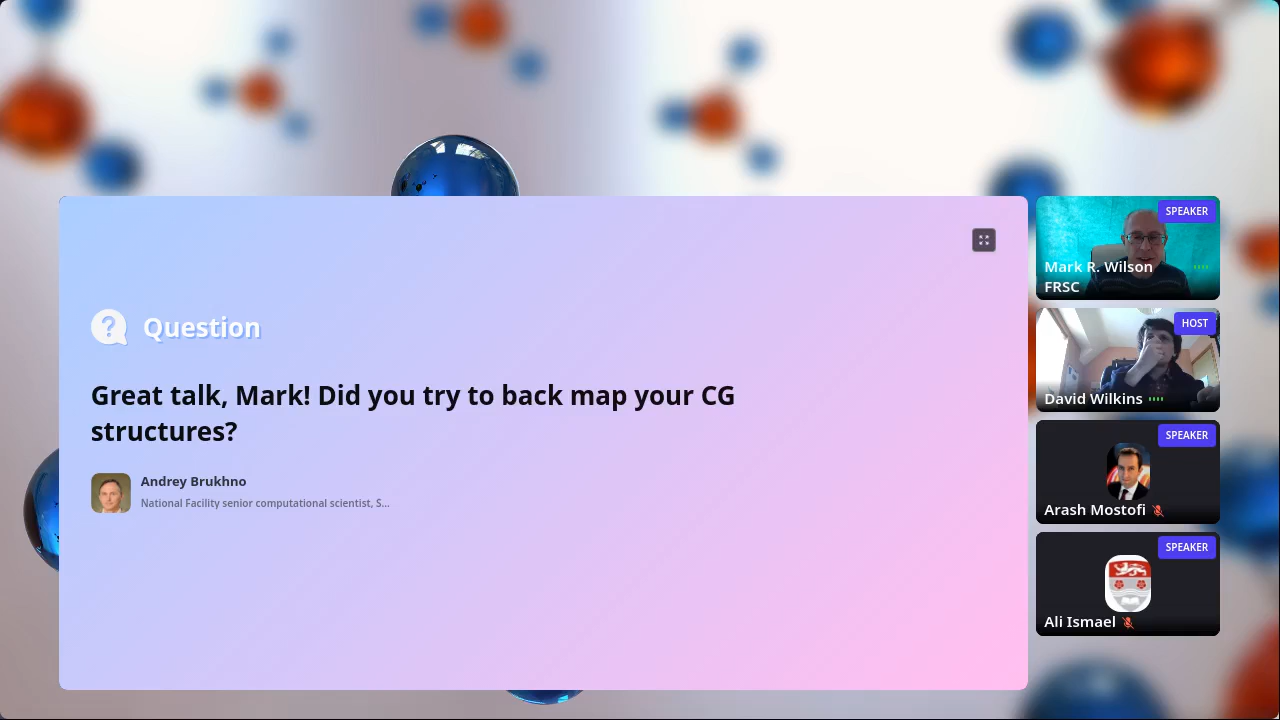 Question
Great talk, Mark! Did you try to back map your CG
structures?
Andrey Brukhno
National Facility senior computational scientist, S...
SPEAKER
Mark R. Wilson
FRSC
HOST
David Wilkins
SPEAKER
Arash Mostofi
SPEAKER
Ali Ismael